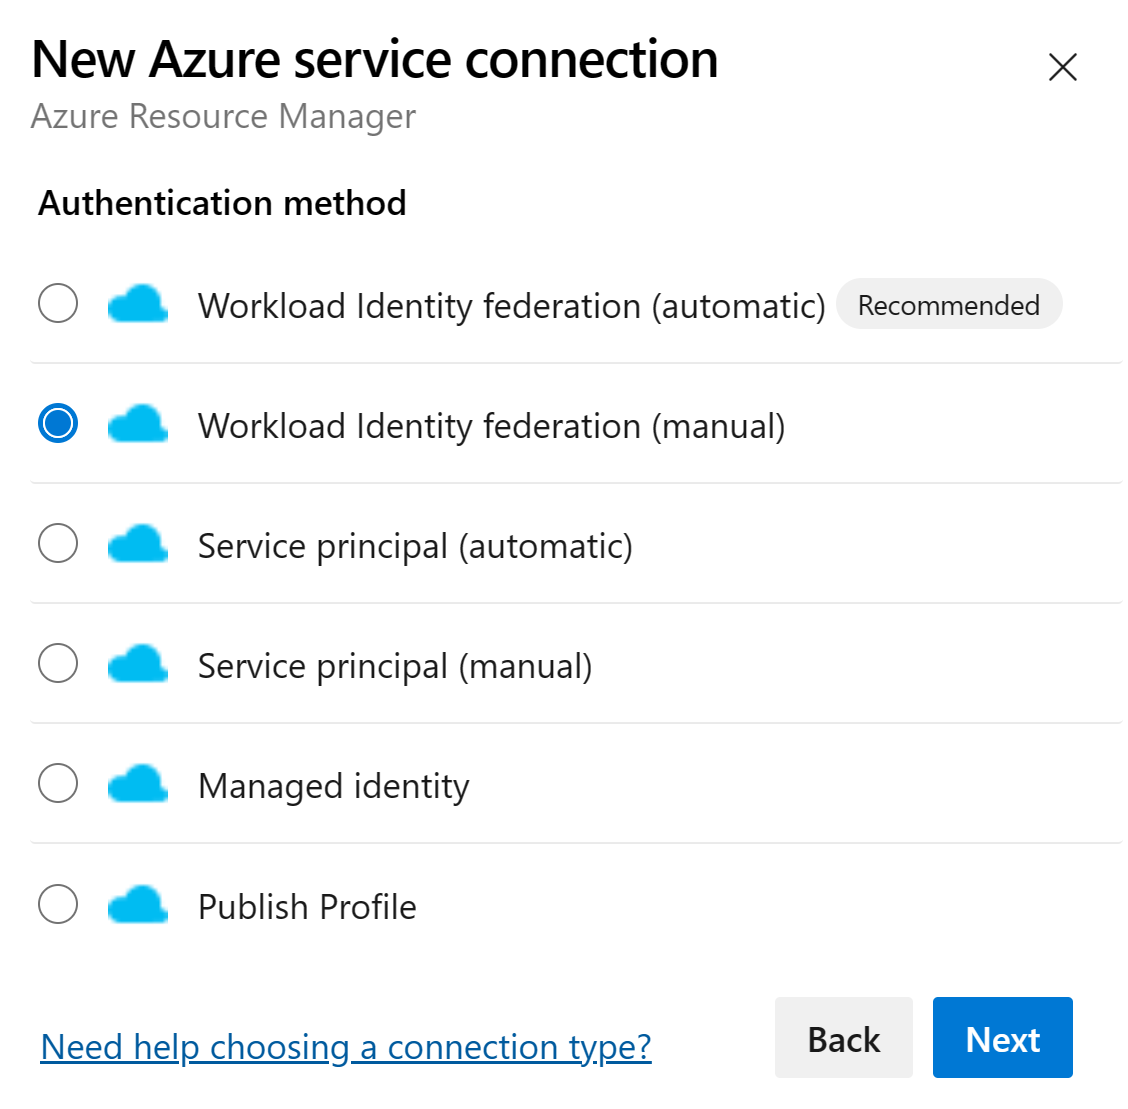 New Azure service connection
Azure Resource Manager
Authentication method
Workload Identity federation (automatic) Recommended
Workload Identity federation (manual)
Service principal (automatic)
Service principal (manual)
Managed identity
Publish Profile
Need help choosing a connection type? Back Next